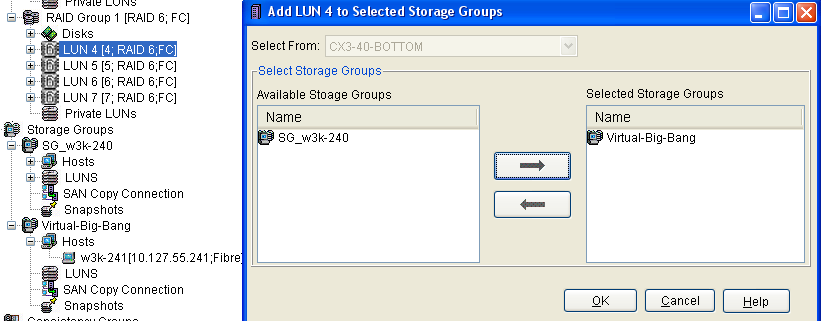 Private LUNs
RAID Group 1 [RAID 6; FC]
Disks
LUN 4 [4; RAID 6;FC]
LUN 5 [5; RAID 6;FC]
LUN 6 [6; RAID 6;FC]
LUN 7 [7; RAID 6;FC]
Private LUNs
Storage Groups
SG_w3k-240
Hosts
LUNS
SAN Copy Connection
Snapshots
Virtual-Big-Bang
Hosts
w3k-241[10.127.55.241;Fibre]
LUNS
SAN Copy Connection
Snapshots
Consistency Groups
Add LUN 4 to Selected Storage Groups
Select From: CX3-40-BOTTOM
Select Storage Groups
Available Stoage Groups
Name
SG_w3k-240
Selected Storage Groups
Name
Virtual-Big-Bang
OK Cancel Help